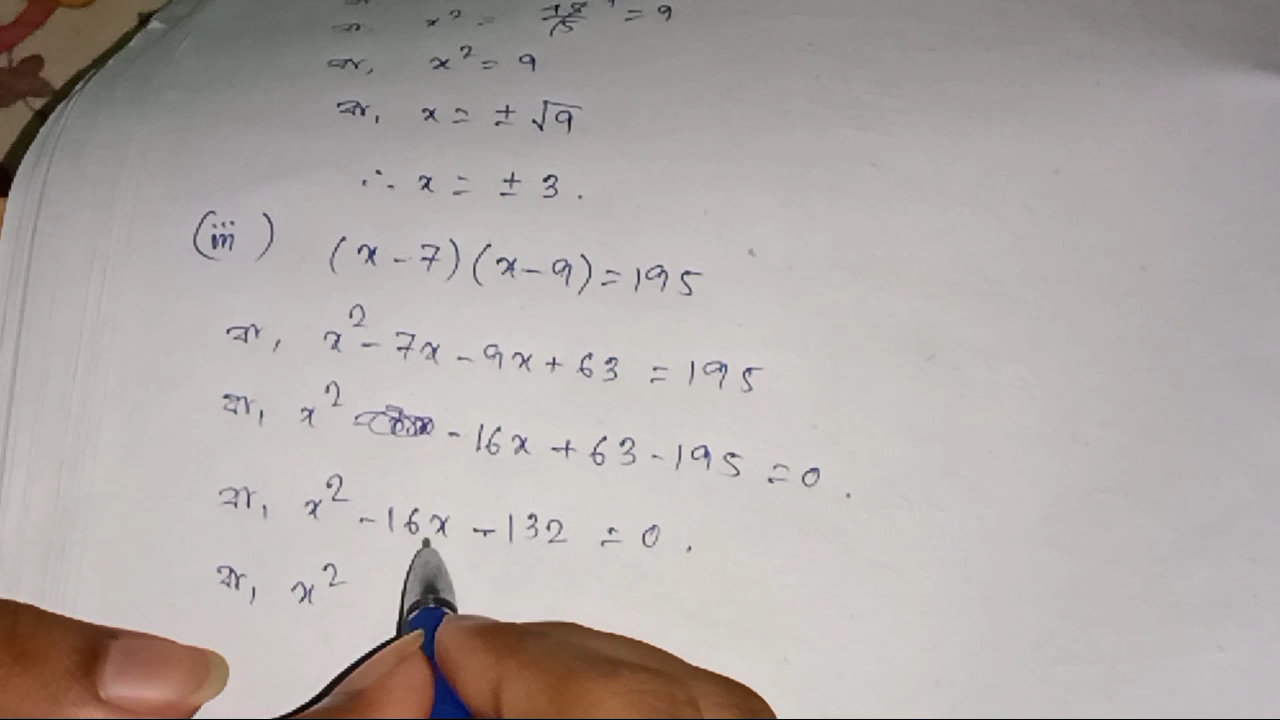 বা, x² = 9
বা, x = ± √9
∴ x = ± 3.
(iii) (x - 7) (x - 9) = 195
বা, x² - 7x - 9x + 63 = 195
বা, x² - 16x + 63 - 195 = 0.
বা, x² - 16x - 132 = 0.
বা, x²